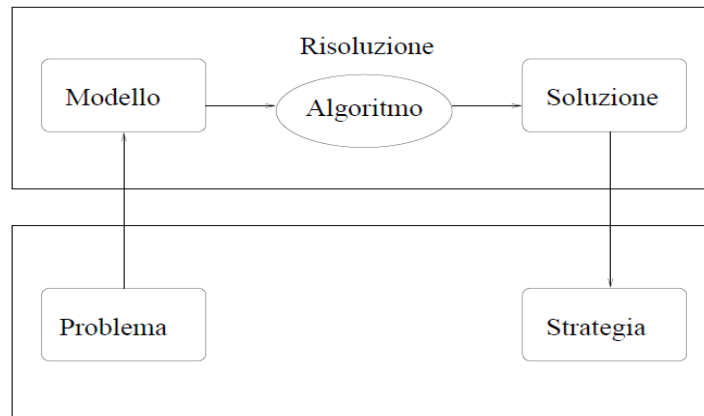 Risoluzione
Modello
Algoritmo
Soluzione
Problema
Strategia